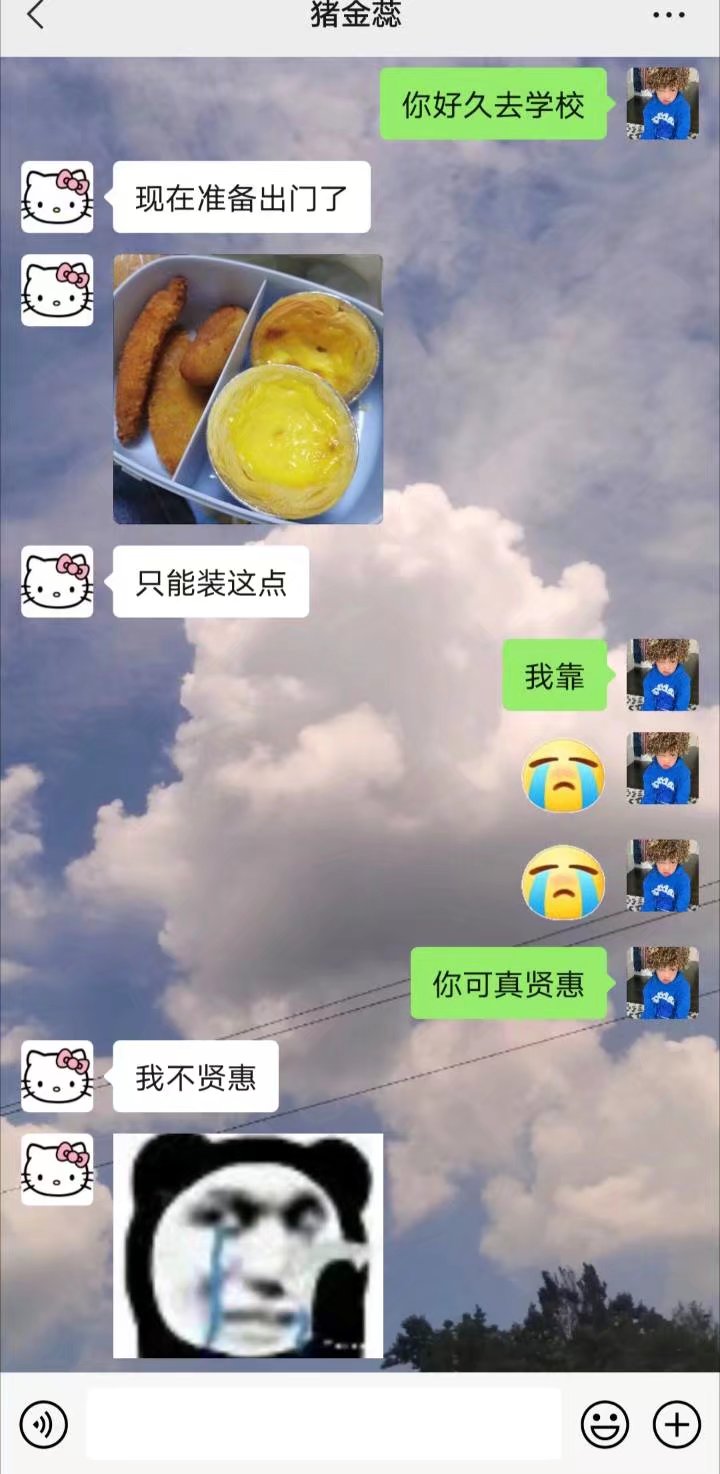 猪金蕊
你好久去学校
现在准备出门了
只能装这点
我靠
你可真贤惠
我不贤惠